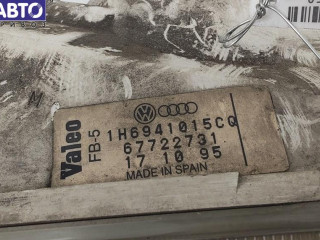 АВТО
Valeo
FB-5
1H6941015CQ
67722731
17 10 95
MADE IN SPAIN